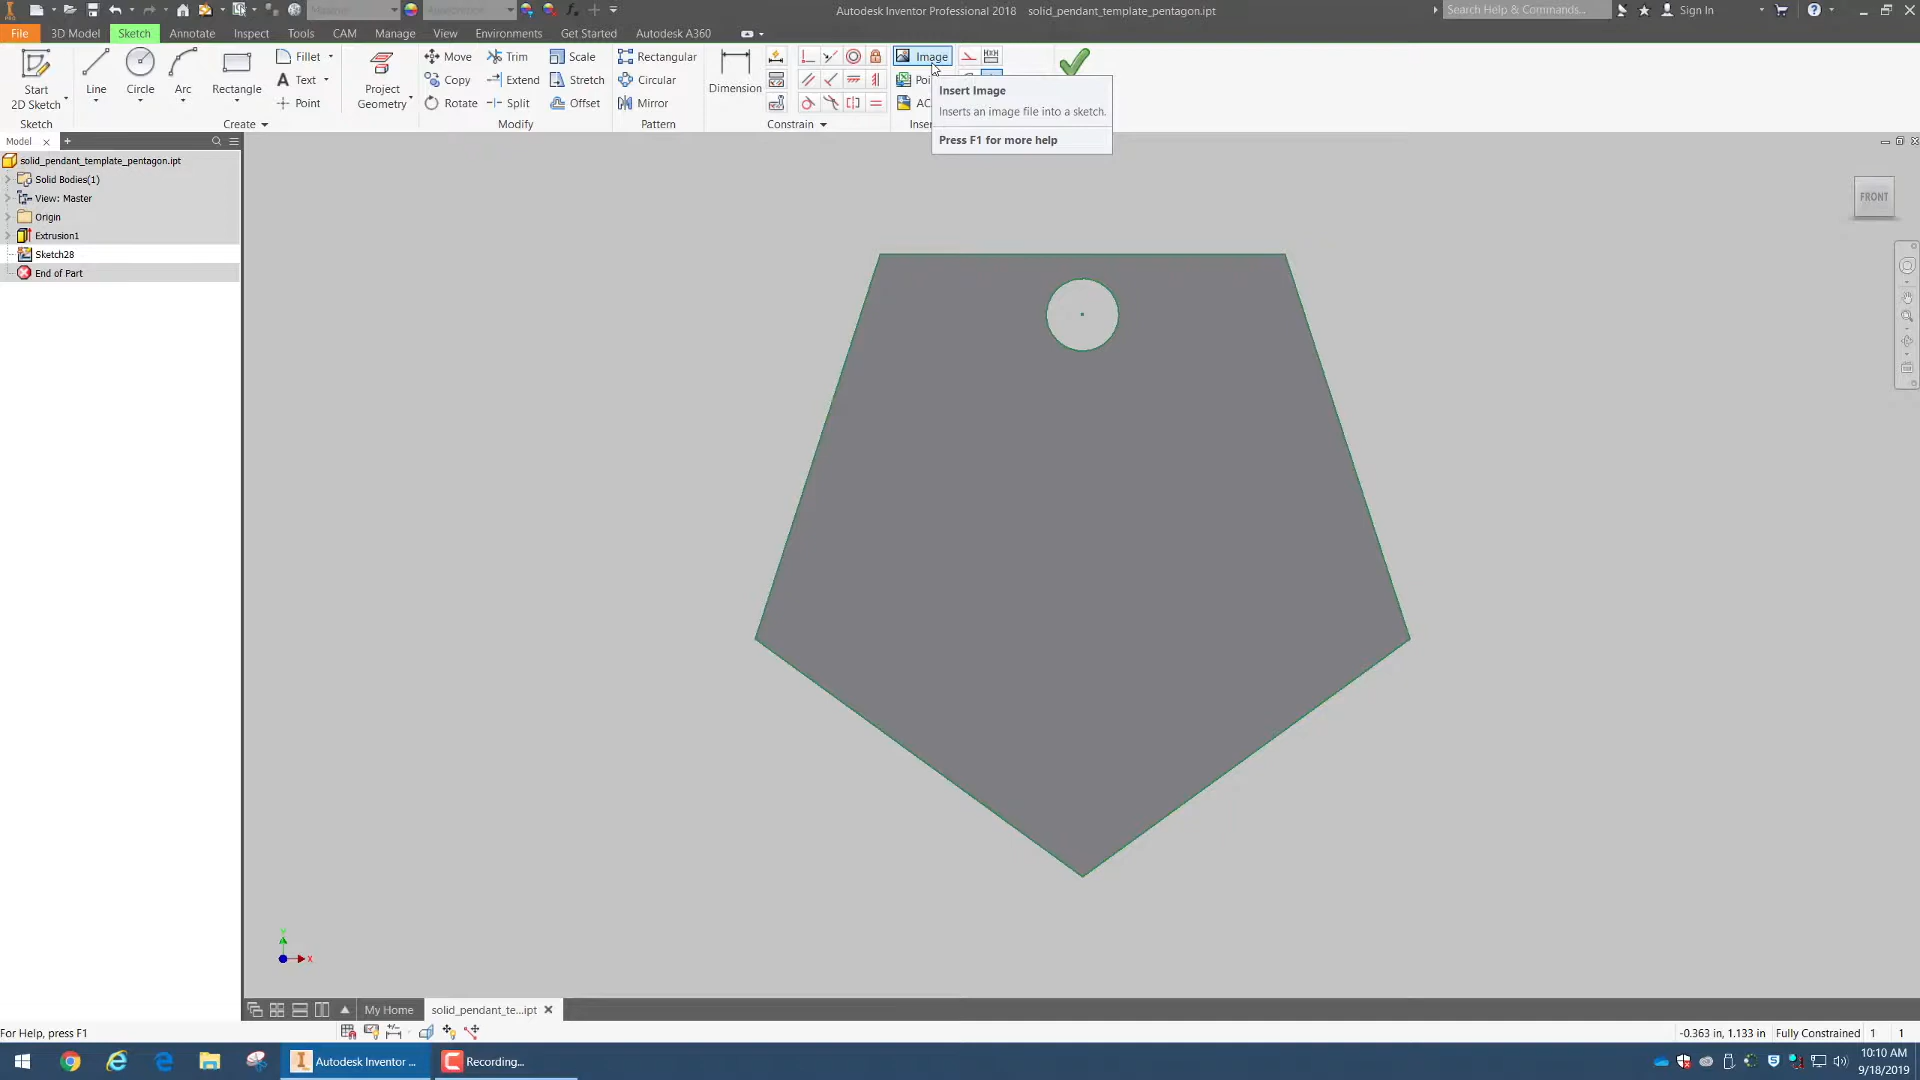 Autodesk Inventor Professional 2018 solid_pendant_template_pentagon.ipt
Search Help & Commands...
Sign In
File 3D Model Sketch Annotate Inspect Tools CAM Manage View Environments Get Started Autodesk A360
Start
2D Sketch
Line Circle Arc Rectangle
Fillet
Text
Point
Project
Geometry
Move Trim Scale
Copy Extend Stretch
Rotate Split Offset
Rectangular
Circular
Mirror
Dimension
Image
Poi
AC
Sketch Create Modify Pattern Constrain Inser
Insert Image
Inserts an image file into a sketch.
Press F1 for more help
Model
solid_pendant_template_pentagon.ipt
Solid Bodies(1)
View: Master
Origin
Extrusion1
Sketch28
End of Part
FRONT
Y
X
My Home solid_pendant_te...ipt
For Help, press F1
-0.363 in, 1.133 in Fully Constrained 1 1
Autodesk Inventor ... Recording...
10:10 AM
9/18/2019